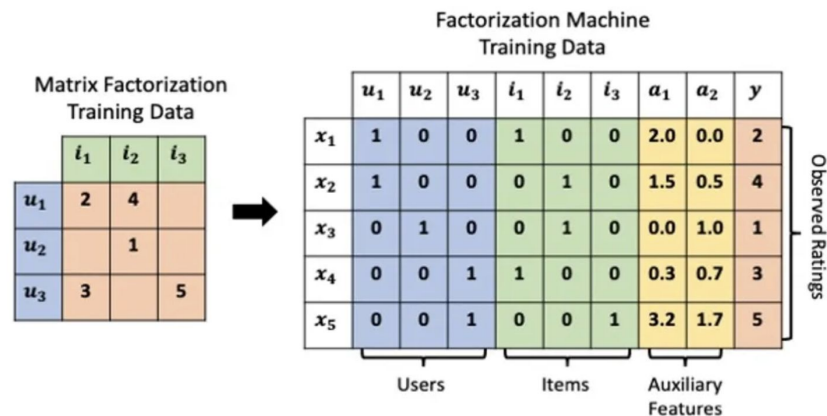 Factorization Machine
Training Data
Matrix Factorization
Training Data
i₁ i₂ i₃
u₁ 2 4
u₂ 1
u₃ 3 5
u₁ u₂ u₃ i₁ i₂ i₃ a₁ a₂ y
x₁ 1 0 0 1 0 0 2.0 0.0 2
x₂ 1 0 0 0 1 0 1.5 0.5 4
x₃ 0 1 0 0 1 0 0.0 1.0 1
x₄ 0 0 1 1 0 0 0.3 0.7 3
x₅ 0 0 1 0 0 1 3.2 1.7 5
Observed Ratings
Users Items Auxiliary
Features